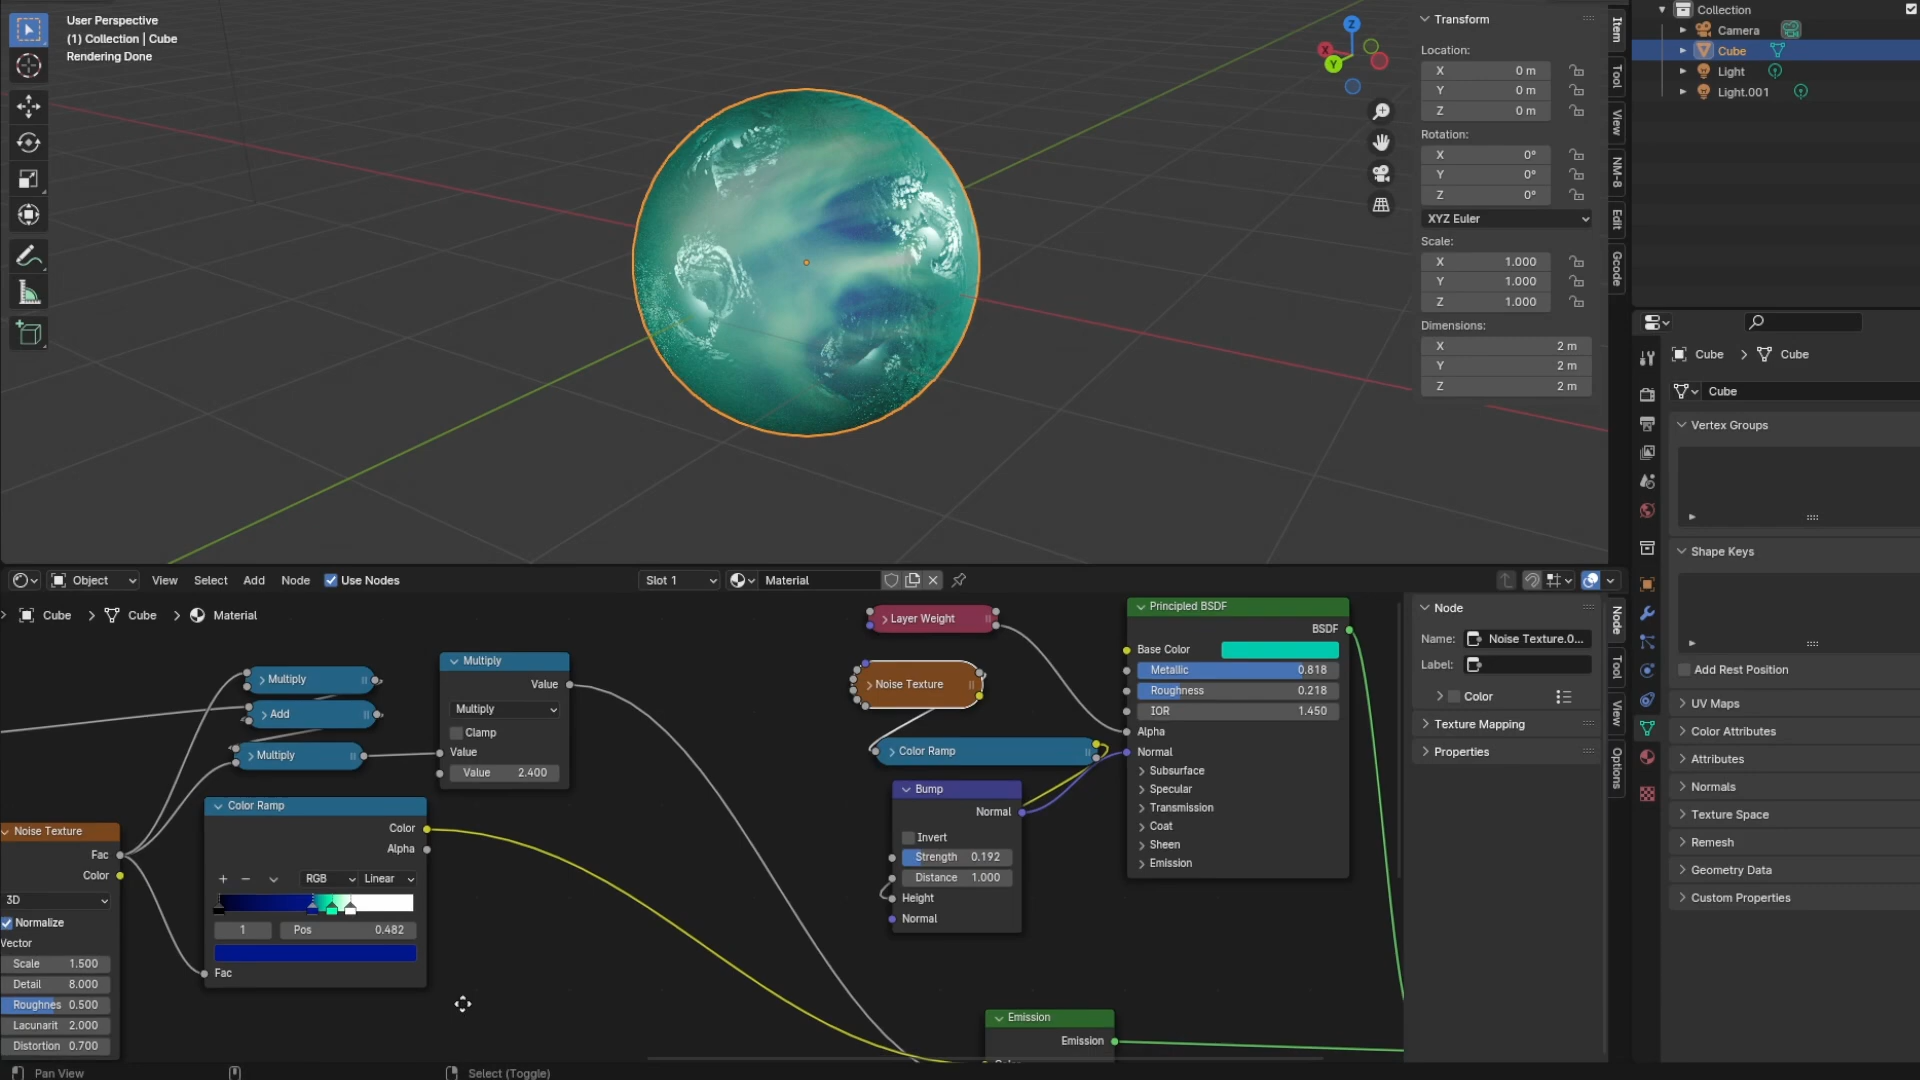 User Perspective
(1) Collection | Cube
Rendering Done
Z
X
Y
Transform
Location:
X 0 m
Y 0 m
Z 0 m
Rotation:
X 0°
Y 0°
Z 0°
XYZ Euler
Scale:
X 1.000
Y 1.000
Z 1.000
Dimensions:
X 2 m
Y 2 m
Z 2 m
Item
Tool
View
NM-8
Edit
Gcode
Collection
Camera
Cube
Light
Light.001
Cube
Cube
Cube
Vertex Groups
Shape Keys
Add Rest Position
UV Maps
Color Attributes
Attributes
Normals
Texture Space
Remesh
Geometry Data
Custom Properties
Object
View
Select
Add
Node
Use Nodes
Slot 1
Material
Cube
Cube
Material
Multiply
Add
Multiply
Multiply
Value
Multiply
Clamp
Value
Value 2.400
Noise Texture
Fac
Color
3D
Normalize
Vector
Scale 1.500
Detail 8.000
Roughnes 0.500
Lacunarit 2.000
Distortion 0.700
Color Ramp
Color
Alpha
RGB
Linear
1
Pos 0.482
Fac
Layer Weight
Noise Texture
Color Ramp
Bump
Normal
Invert
Strength 0.192
Distance 1.000
Height
Normal
Principled BSDF
BSDF
Base Color
Metallic 0.818
Roughness 0.218
IOR 1.450
Alpha
Normal
Subsurface
Specular
Transmission
Coat
Sheen
Emission
Emission
Emission
Node
Name: Noise Texture.0...
Label:
Color
Texture Mapping
Properties
Node
Tool
View
Options
Pan View
Select (Toggle)